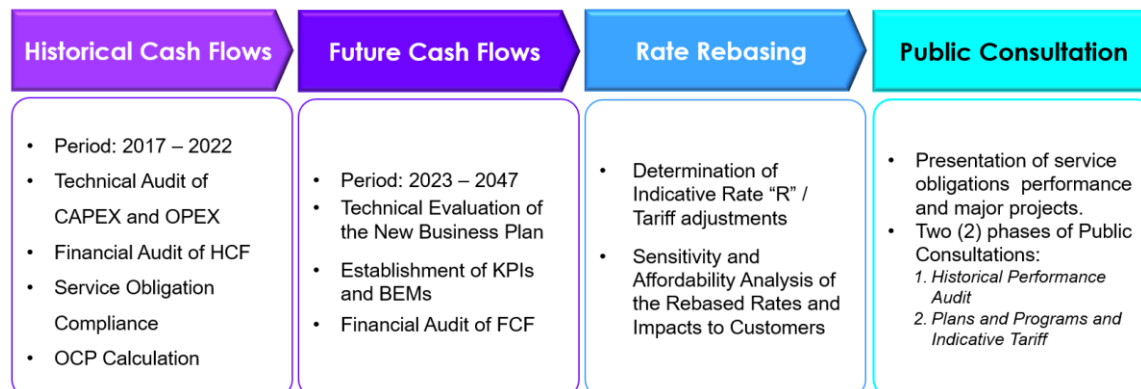 Historical Cash Flows
• Period: 2017 – 2022
• Technical Audit of
CAPEX and OPEX
• Financial Audit of HCF
• Service Obligation
Compliance
• OCP Calculation
Future Cash Flows
• Period: 2023 – 2047
• Technical Evaluation of
the New Business Plan
• Establishment of KPIs
and BEMs
• Financial Audit of FCF
Rate Rebasing
• Determination of
Indicative Rate “R” /
Tariff adjustments
• Sensitivity and
Affordability Analysis of
the Rebased Rates and
Impacts to Customers
Public Consultation
• Presentation of service
obligations performance
and major projects.
• Two (2) phases of Public
Consultations:
1. Historical Performance
Audit
2. Plans and Programs and
Indicative Tariff